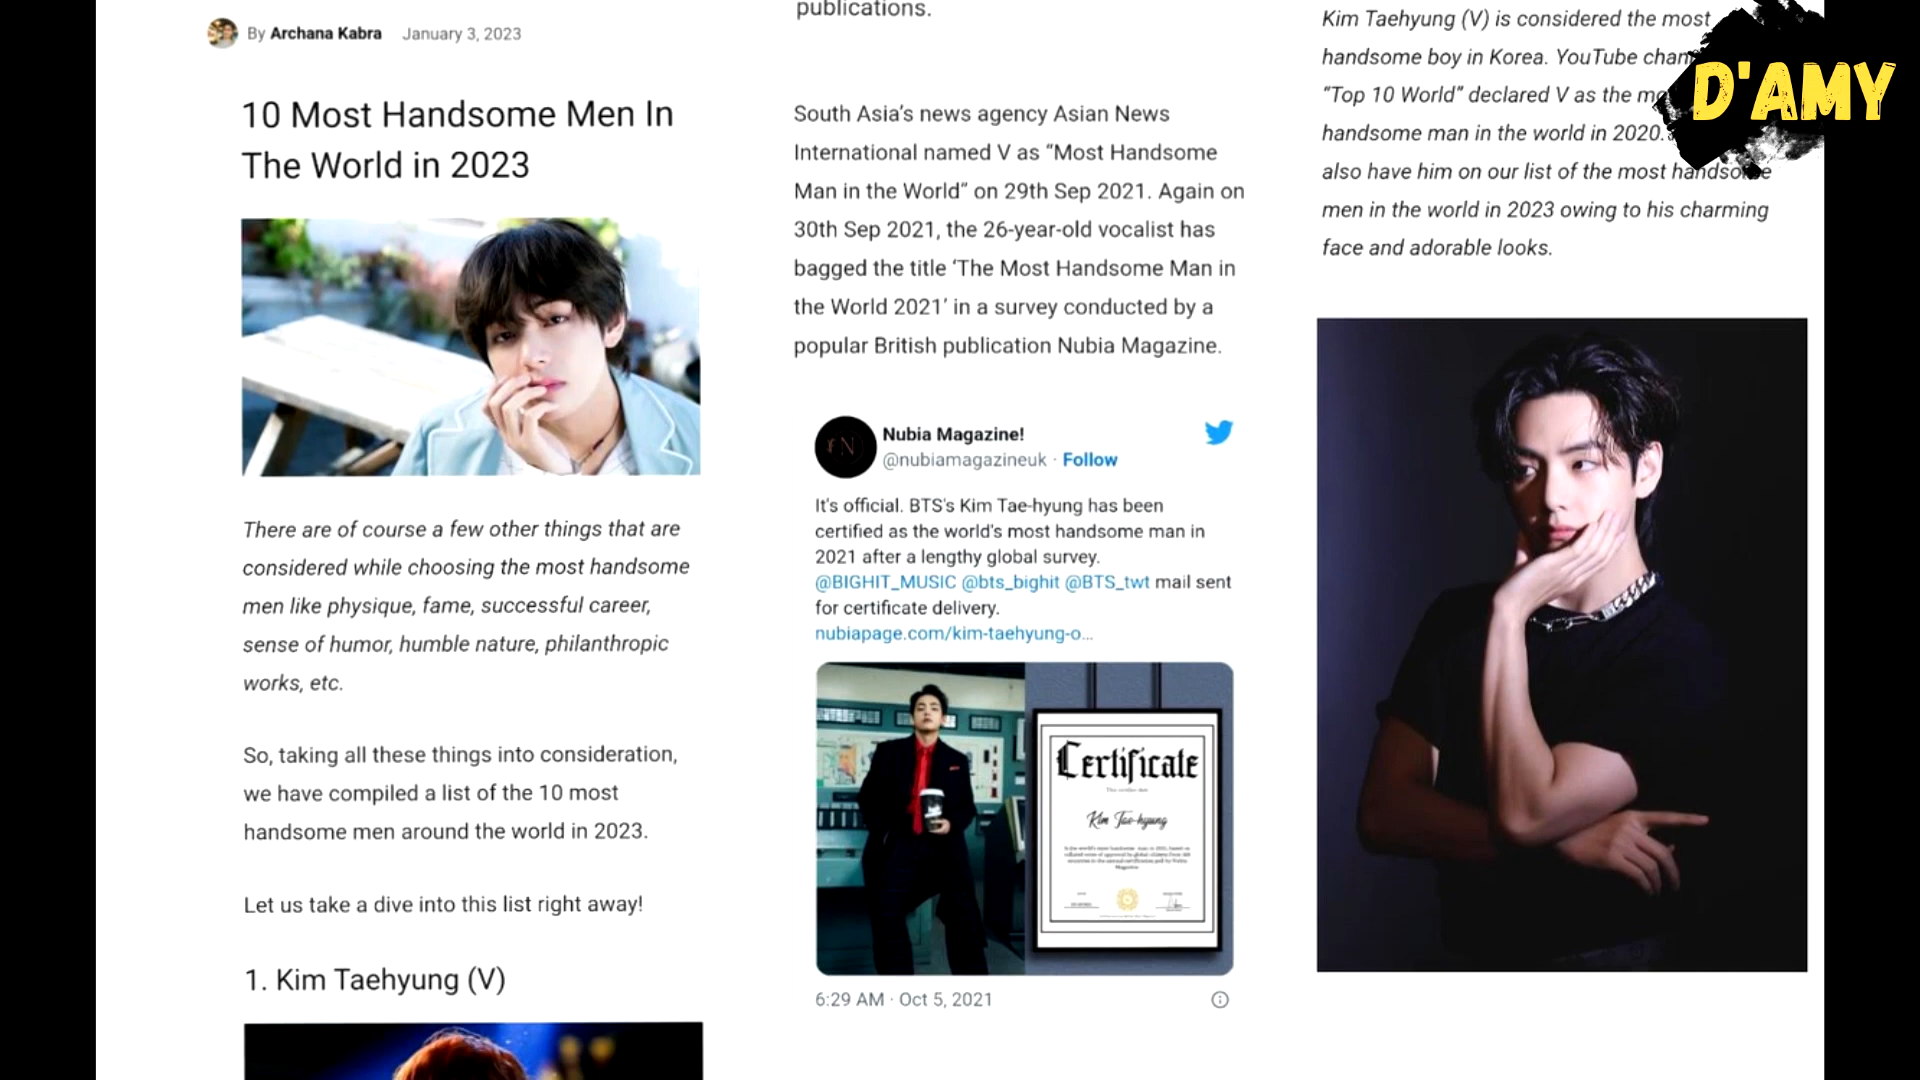 By Archana Kabra January 3, 2023
10 Most Handsome Men In
The World in 2023
There are of course a few other things that are
considered while choosing the most handsome
men like physique, fame, successful career,
sense of humor, humble nature, philanthropic
works, etc.
So, taking all these things into consideration,
we have compiled a list of the 10 most
handsome men around the world in 2023.
Let us take a dive into this list right away!
1. Kim Taehyung (V)
publications.
South Asia’s news agency Asian News
International named V as “Most Handsome
Man in the World” on 29th Sep 2021. Again on
30th Sep 2021, the 26-year-old vocalist has
bagged the title ‘The Most Handsome Man in
the World 2021’ in a survey conducted by a
popular British publication Nubia Magazine.
Nubia Magazine!
@nubiamagazineuk · Follow
It's official. BTS's Kim Tae-hyung has been
certified as the world's most handsome man in
2021 after a lengthy global survey.
@BIGHIT_MUSIC @bts_bighit @BTS_twt mail sent
for certificate delivery.
nubiapage.com/kim-taehyung-o...
Certificate
Kim Tae-hyung
6:29 AM · Oct 5, 2021
Kim Taehyung (V) is considered the most
handsome boy in Korea. YouTube
“Top 10 World” declared V as the
handsome man in the world in 2020.
also have him on our list of the most handsome
men in the world in 2023 owing to his charming
face and adorable looks.
D'AMY